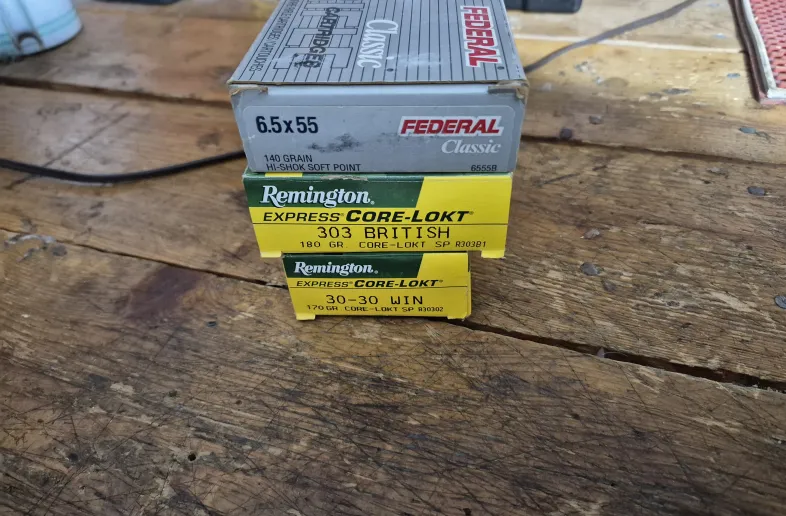 FEDERAL
Classic
CARTRIDGES
6.5x55
FEDERAL
Classic
140 GRAIN
HI-SHOK SOFT POINT
6555B
Remington®
EXPRESS® CORE-LOKT®
303 BRITISH
180 GR. CORE-LOKT SP R303B1
Remington®
EXPRESS® CORE-LOKT®
30-30 WIN
170 GR CORE-LOKT SP R30302